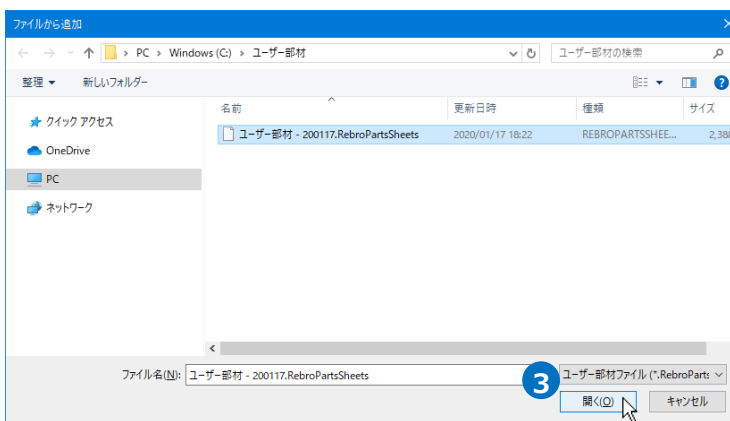 ファイルから追加
PC > Windows (C:) > ユーザー部材
ユーザー部材の検索
整理 新しいフォルダー
名前 更新日時 種類 サイズ
クイック アクセス
OneDrive
PC
ネットワーク
ユーザー部材 - 200117.RebroPartsSheets 2020/01/17 18:22 REBROPARTSSHEE... 2,38
ファイル名(N): ユーザー部材 - 200117.RebroPartsSheets
ユーザー部材ファイル (*.RebroParts
3
開く(O) キャンセル